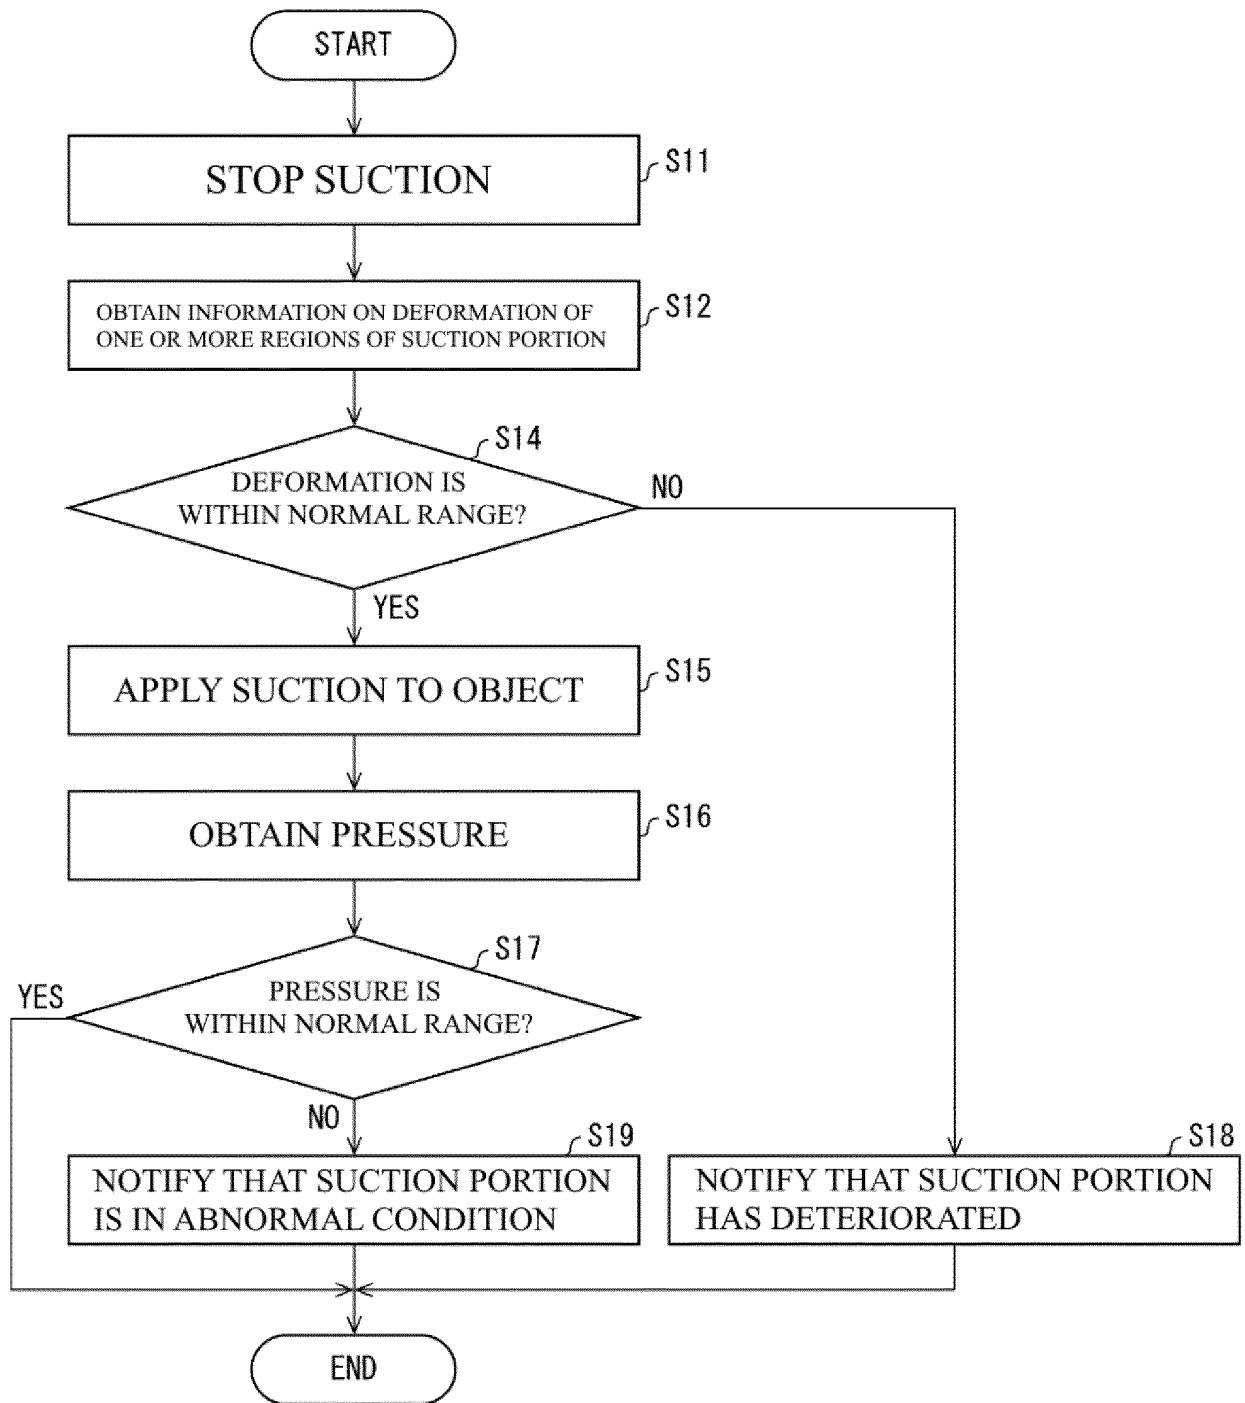 START
STOP SUCTION
S11
OBTAIN INFORMATION ON DEFORMATION OF
ONE OR MORE REGIONS OF SUCTION PORTION
S12
S14
DEFORMATION IS
WITHIN NORMAL RANGE?
NO
YES
APPLY SUCTION TO OBJECT
S15
OBTAIN PRESSURE
S16
S17
PRESSURE IS
WITHIN NORMAL RANGE?
YES
NO
S19
NOTIFY THAT SUCTION PORTION
IS IN ABNORMAL CONDITION
S18
NOTIFY THAT SUCTION PORTION
HAS DETERIORATED
END